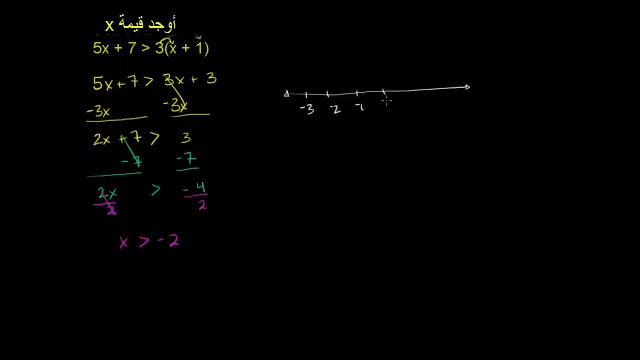 أوجد قيمة x
5x + 7 > 3(x + 1)
5x + 7 > 3x + 3
-3x -3x
2x + 7 > 3
-7 -7
2x > -4
2 2
x > -2
-3 -2 -1